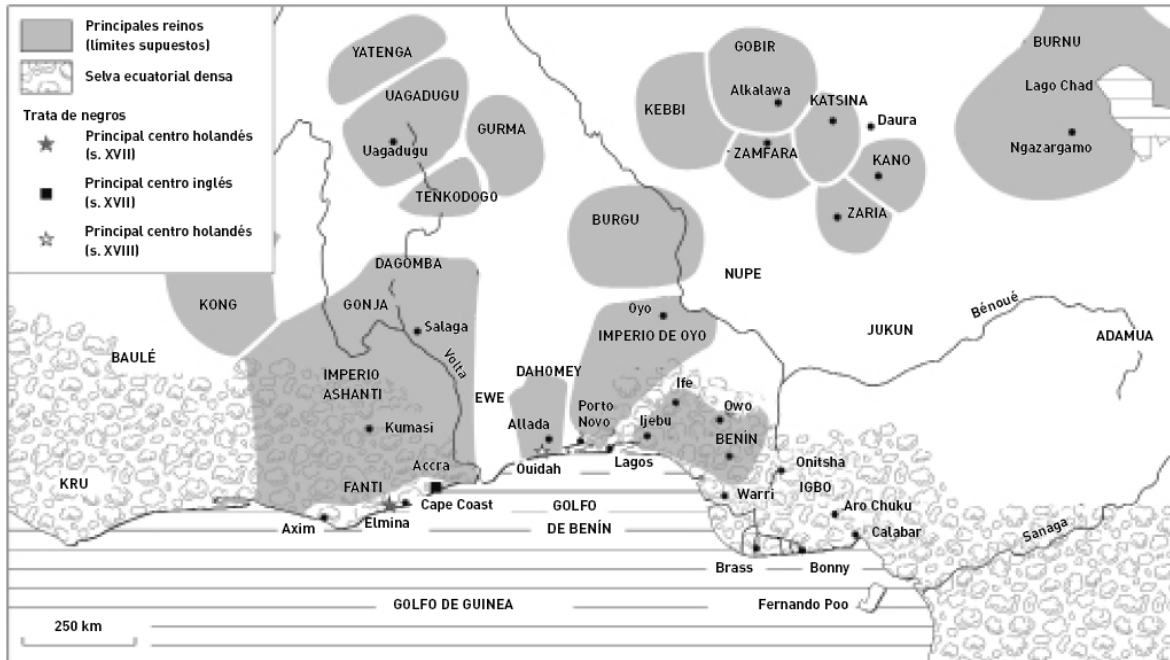 Principales reinos
(límites supuestos)
Selva ecuatorial densa
Trata de negros
Principal centro holandés
(s. XVII)
Principal centro inglés
(s. XVII)
Principal centro holandés
(s. XVIII)
YATENGA
UAGADUGU
Uagadugu
GURMA
TENKODOGO
GOBIR
Alkalawa
KEBBI
KATSINA
Daura
ZAMFARA
KANO
ZARIA
BURNU
Lago Chad
Ngazargamo
BURGU
NUPE
DAGOMBA
KONG
GONJA
Salaga
Volta
Oyo
IMPERIO DE OYO
JUKUN
Bénoué
ADAMUA
BAULÉ
IMPERIO
ASHANTI
Kumasi
EWE
DAHOMEY
Allada
Porto
Novo
Ife
Ijebu
Owo
BENÍN
Accra
Ouidah
Lagos
Onitsha
IGBO
KRU
FANTI
Cape Coast
Warri
Aro Chuku
Axim
Elmina
GOLFO
DE BENÍN
Calabar
Sanaga
Brass
Bonny
GOLFO DE GUINEA
Fernando Poo
250 km